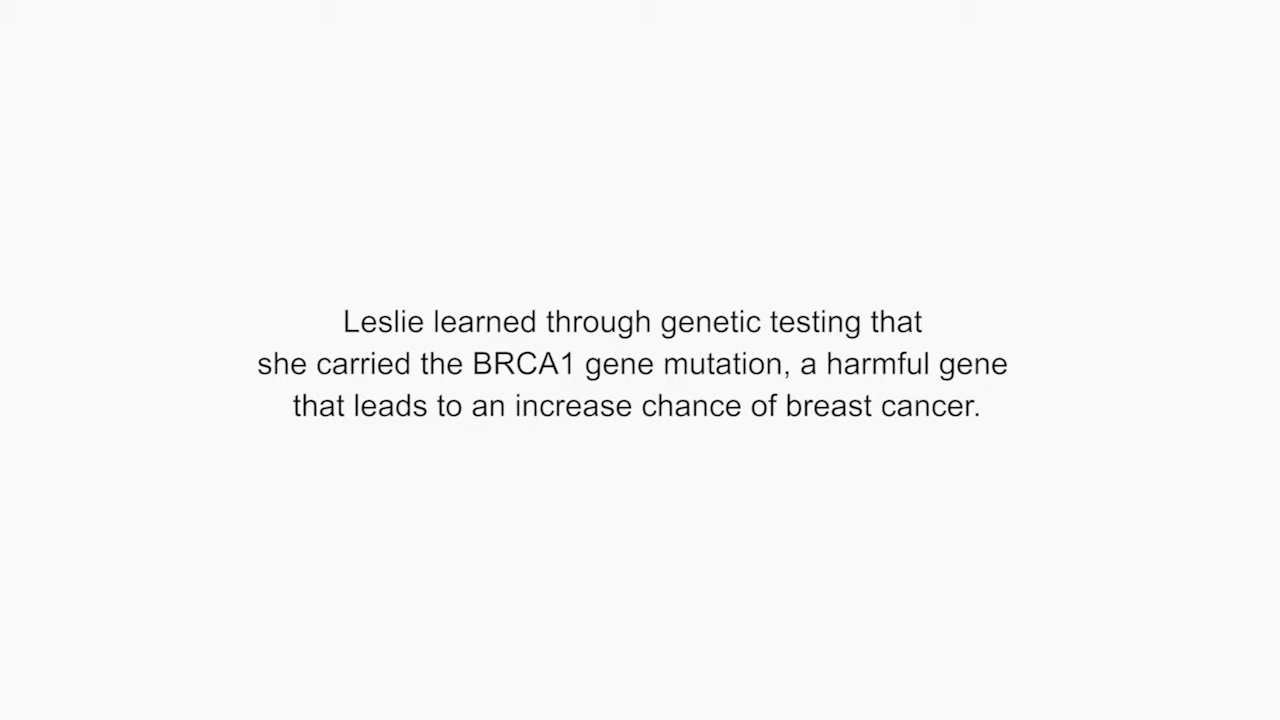 Leslie learned through genetic testing that
she carried the BRCA1 gene mutation, a harmful gene
that leads to an increase chance of breast cancer.